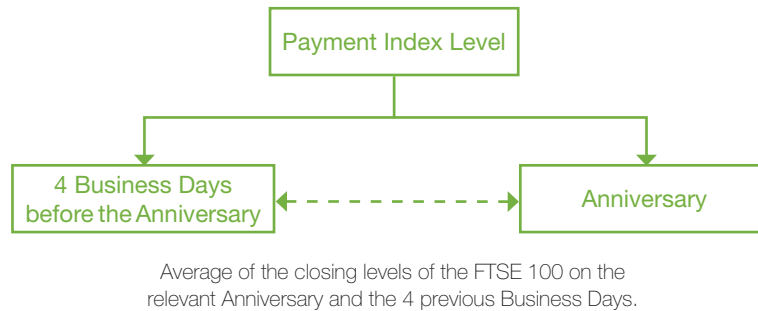 Payment Index Level
4 Business Days
before the Anniversary
Anniversary
Average of the closing levels of the FTSE 100 on the
relevant Anniversary and the 4 previous Business Days.